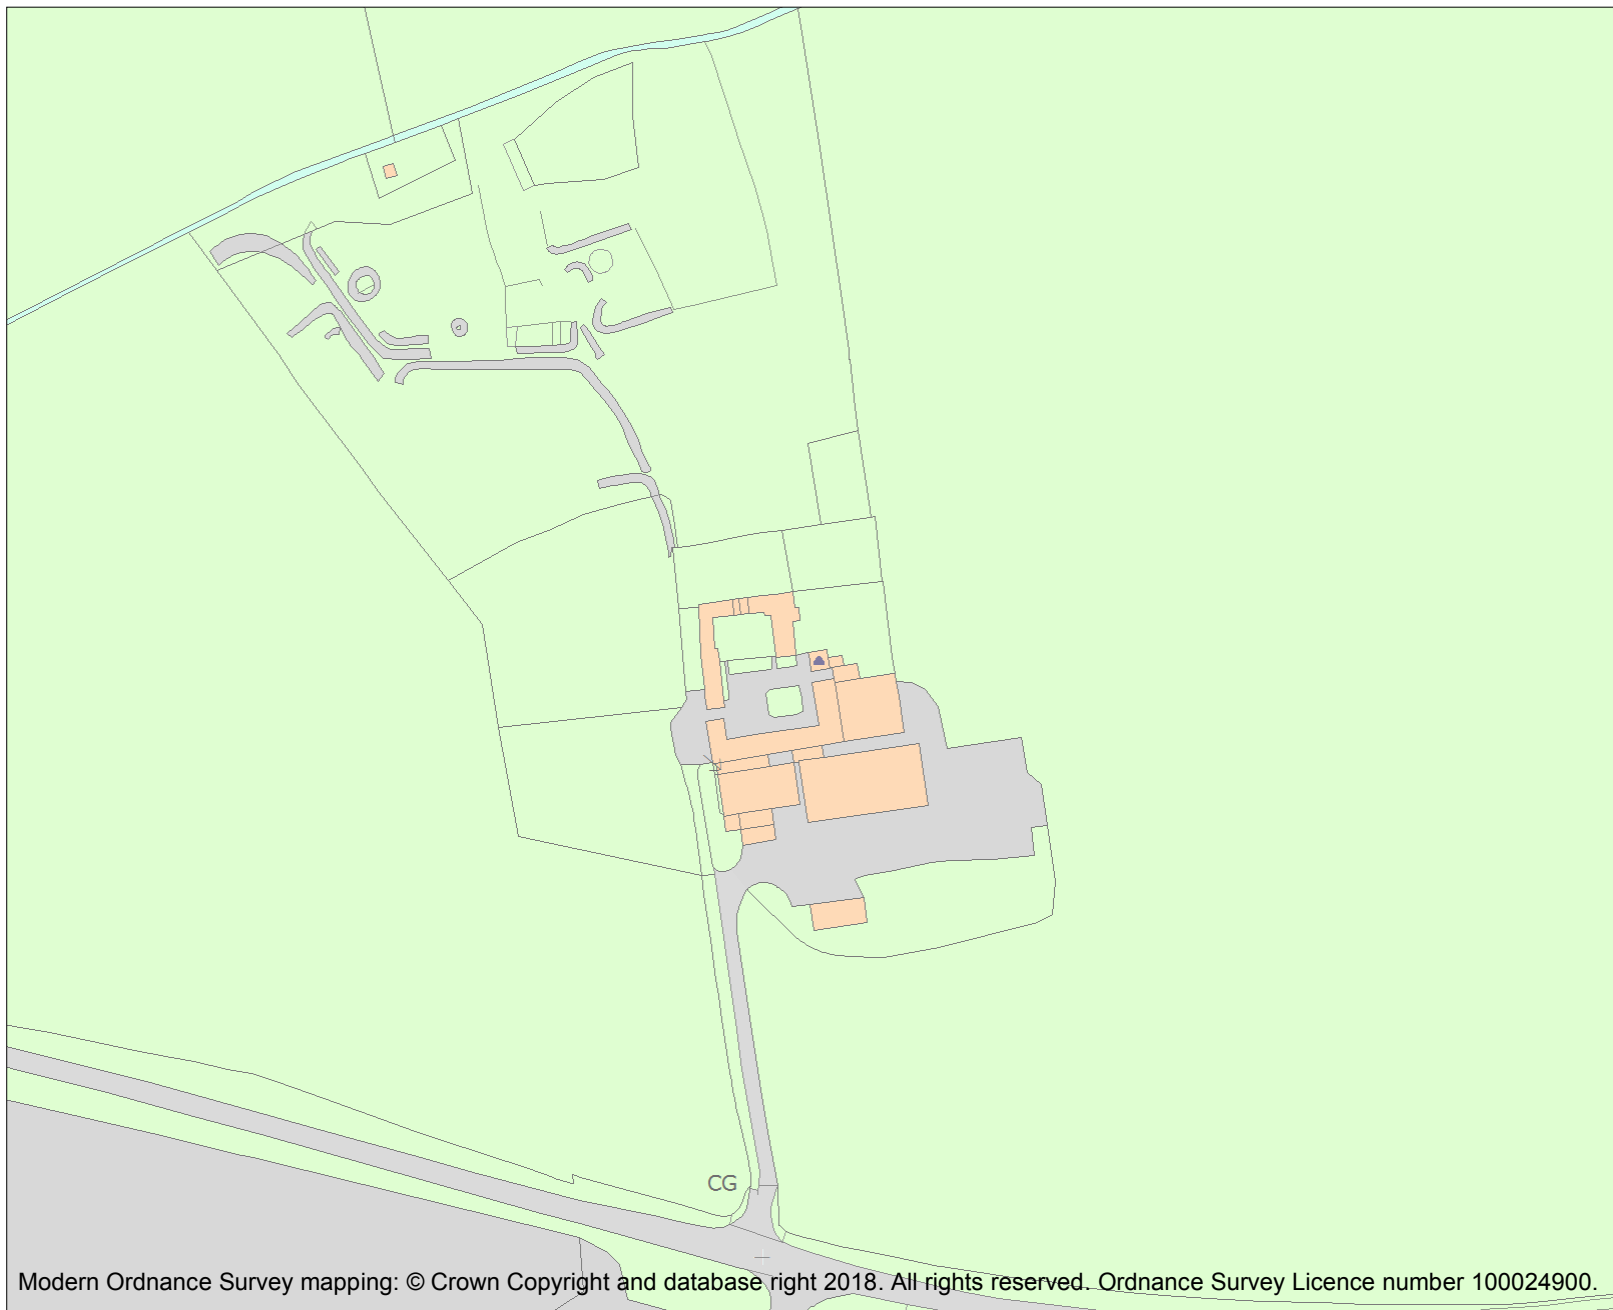 CG
Modern Ordnance Survey mapping: © Crown Copyright and database right 2018. All rights reserved. Ordnance Survey Licence number 100024900.